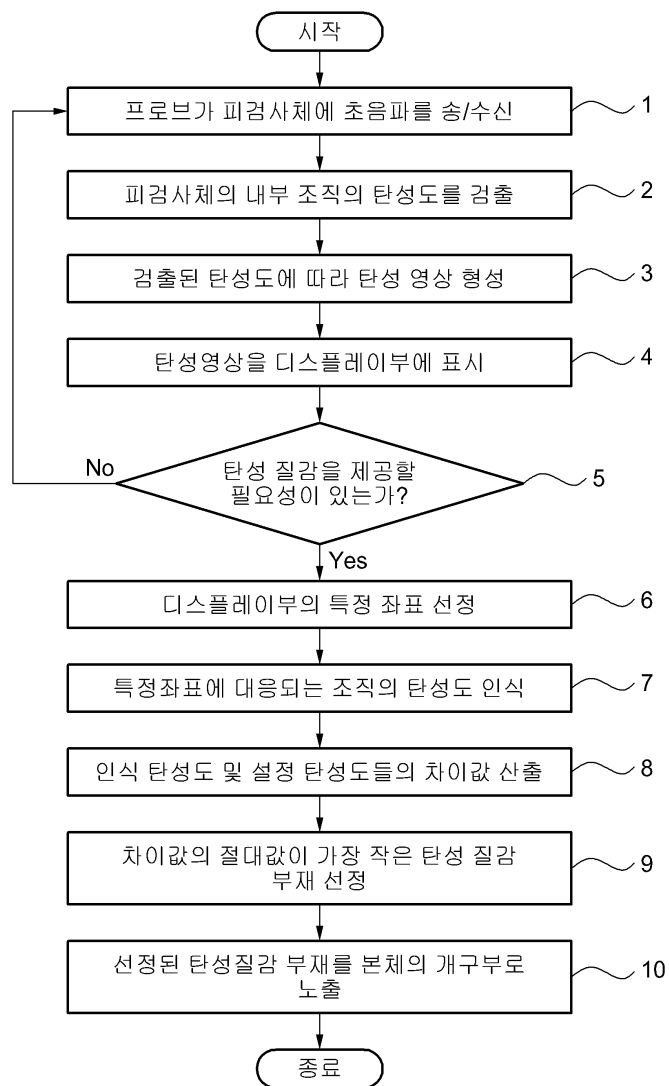 시작
프로브가 피검사체에 초음파를 송/수신
1
피검사체의 내부 조직의 탄성도를 검출
2
검출된 탄성도에 따라 탄성 영상 형성
3
탄성영상을 디스플레이부에 표시
4
No
탄성 질감을 제공할
필요성이 있는가?
5
Yes
디스플레이부의 특정 좌표 선정
6
특정좌표에 대응되는 조직의 탄성도 인식
7
인식 탄성도 및 설정 탄성도들의 차이값 산출
8
차이값의 절대값이 가장 작은 탄성 질감
부재 선정
9
선정된 탄성질감 부재를 본체의 개구부로
노출
10
종료